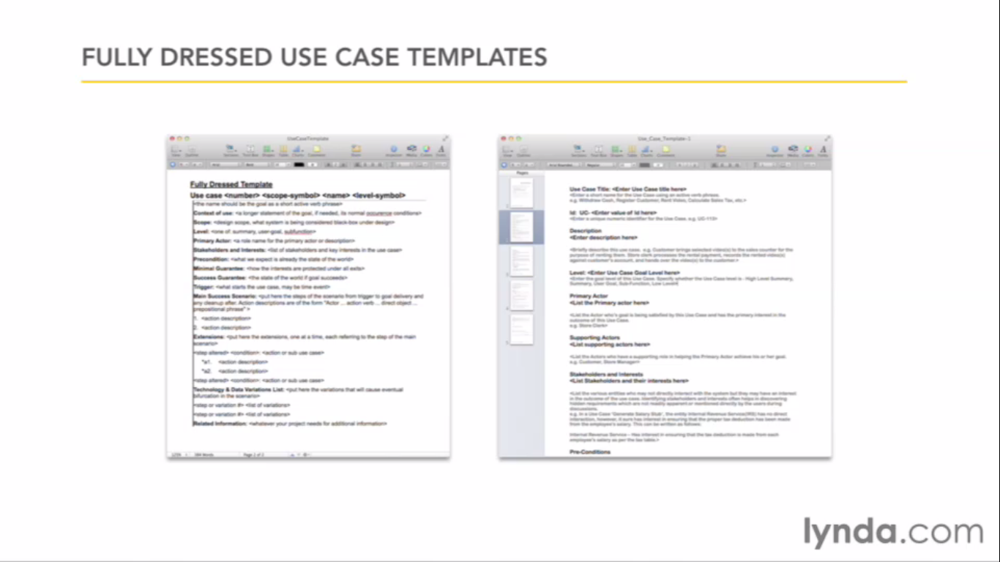 FULLY DRESSED USE CASE TEMPLATES
UseCaseTemplate
Fully Dressed Template
Use case <number> <scope-symbol> <name> <level-symbol>
<the name should be the goal as a short active verb phrase>
Context of use: <a longer statement of the goal, if needed, its normal occurence conditions>
Scope: <design scope, what system is being considered black-box under design>
Level: <one of: summary, user-goal, subfunction>
Primary Actor: <a role name for the primary actor or description>
Stakeholders and Interests: <list of stakeholders and key interests in the use case>
Precondition: <what we expect is already the state of the world>
Minimal Guarantee: <how the interests are protected under all exits>
Success Guarantee: <the state of the world if goal succeeds>
Trigger: <what starts the use case, may be time event>
Main Success Scenario: <put here the steps of the scenario from trigger to goal delivery and
any cleanup after. Action descriptions are of the form "Actor ... action verb ... direct object ...
prepositional phrase" >
1. <action description>
2. <action description>
Extensions: <put here the extensions, one at a time, each referring to the step of the main
scenario>
<step altered> <condition>: <action or sub use case>
*a1. <action description>
*a2. <action description>
<step altered> <condition>: <action or sub use case>
Technology & Data Variations List: <put here the variations that will cause eventual
bifurcation in the scenario>
<step or variation #> <list of variations>
<step or variation #> <list of variations>
Related Information: <whatever your project needs for additional information>
Use_Case_Template-1
Pages
Use Case Title: <Enter Use Case title here>
<Enter a short name for the Use Case using an active verb phrase.
e.g. Withdraw Cash, Register Customer, Rent Video, Calculate Sales Tax, etc.>
Id: UC- <Enter value of Id here>
<Enter a unique numeric identifier for the Use Case. e.g. UC-110>
Description
<Enter description here>
<Briefly describe this use case. e.g. Customer brings selected video(s) to the sales counter for the
purpose of renting them. Store clerk processes the rental payment, records the rented video(s)
against customer's account, and hands over the video(s) to the customer.>
Level: <Enter Use Case Goal Level here>
<Enter the goal level of this Use Case. Specify whether the Use Case level is - High Level Summary,
Summary, User Goal, Sub-Function, Low Level>
Primary Actor
<List the Primary actor here>
<List the Actor who's goal is being satisfied by this Use Case and has the primary interest in the
outcome of this Use Case.
e.g. Store Clerk>
Supporting Actors
<List supporting actors here>
<List the Actors who have a supporting role in helping the Primary Actor achieve his or her goal.
e.g. Customer, Store Manager>
Stakeholders and Interests
<List Stakeholders and their interests here>
<List the various entities who may not directly interact with the system but they may have an interest
in the outcome of the use case. Identifying stakeholders and interests often helps in discovering
hidden requirements which are not readily apparent or mentioned directly by the users during
discussions.
e.g. In a Use Case 'Generate Salary Stub', the entity Internal Revenue Service(IRS) has no direct
interaction, however, it sure has interest in ensuring that the proper tax deduction has been made
from the employee's salary. This can be written as follows:
Internal Revenue Service – Has interest in ensuring that the tax deduction is made from each
employee's salary as per the tax table.>
Pre-Conditions
lynda.com